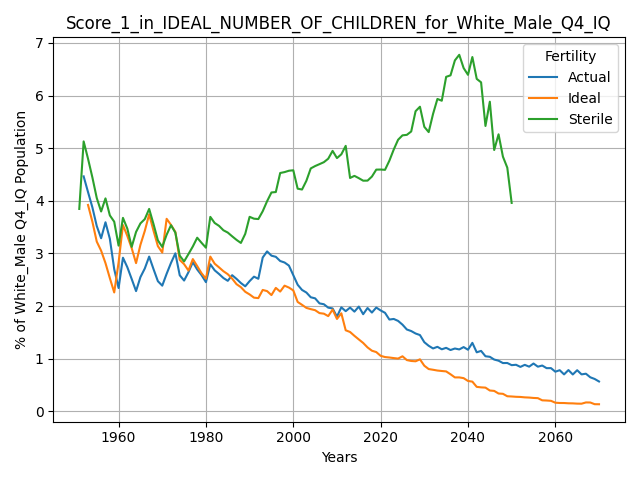 Score_1_in_IDEAL_NUMBER_OF_CHILDREN_for_White_Male_Q4_IQ
% of White_Male Q4_IQ Population
7
6
5
4
3
2
1
0
Fertility
Actual
Ideal
Sterile
1960 1980 2000 2020 2040 2060
Years